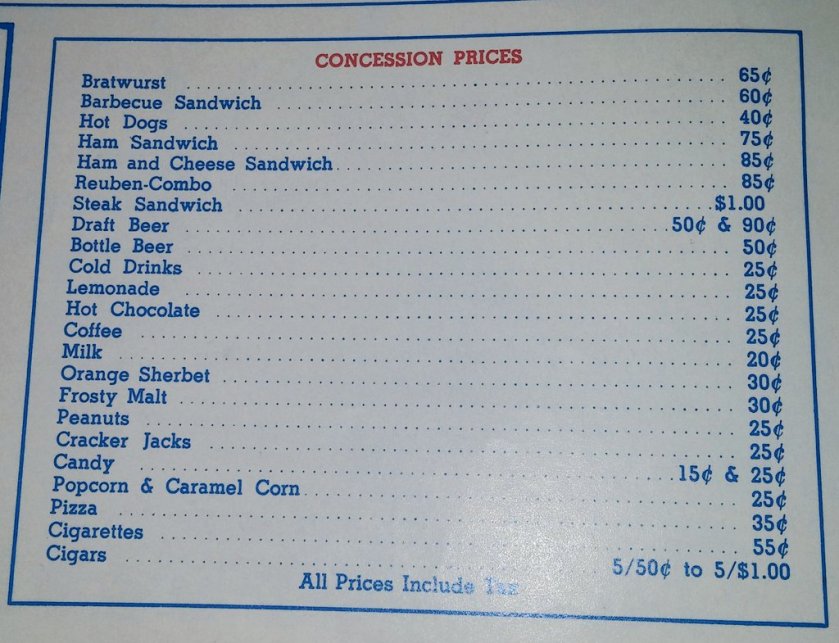 CONCESSION PRICES
Bratwurst 65¢
Barbecue Sandwich 60¢
Hot Dogs 40¢
Ham Sandwich 75¢
Ham and Cheese Sandwich 85¢
Reuben-Combo 85¢
Steak Sandwich $1.00
Draft Beer 50¢ & 90¢
Bottle Beer 50¢
Cold Drinks 25¢
Lemonade 25¢
Hot Chocolate 25¢
Coffee 25¢
Milk 20¢
Orange Sherbet 30¢
Frosty Malt 30¢
Peanuts 25¢
Cracker Jacks 25¢
Candy 15¢ & 25¢
Popcorn & Caramel Corn 25¢
Pizza 35¢
Cigarettes 55¢
Cigars 5/50¢ to 5/$1.00
All Prices Include Tax